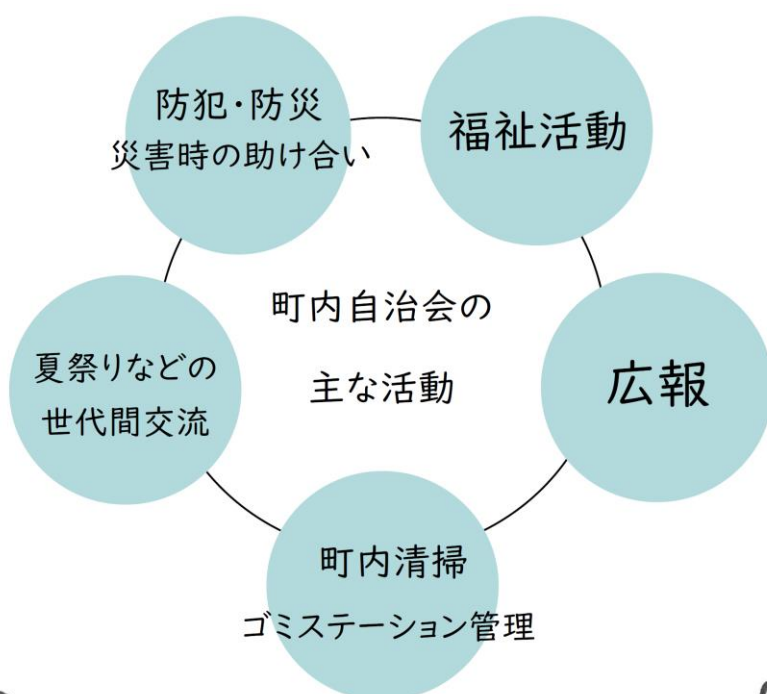 防犯・防災
災害時の助け合い
福祉活動
町内自治会の
主な活動
夏祭りなどの
世代間交流
広報
町内清掃
ゴミステーション管理